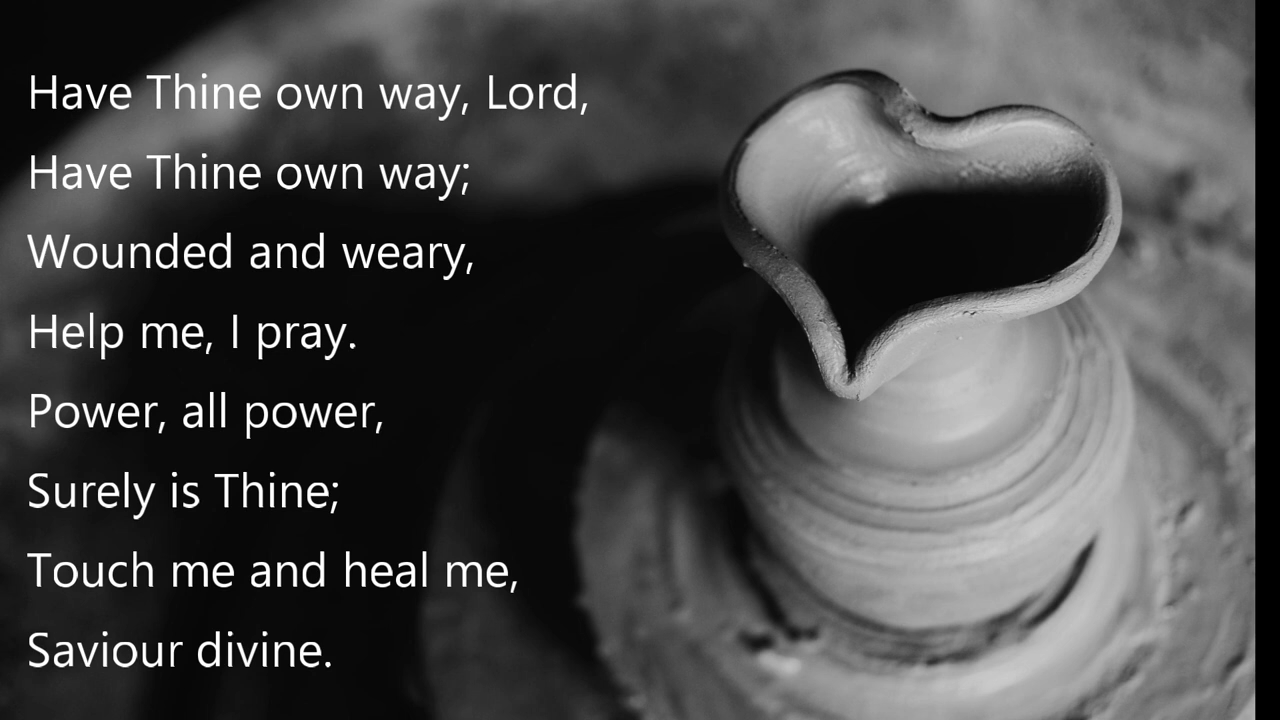 Have Thine own way, Lord,
Have Thine own way;
Wounded and weary,
Help me, I pray.
Power, all power,
Surely is Thine;
Touch me and heal me,
Saviour divine.